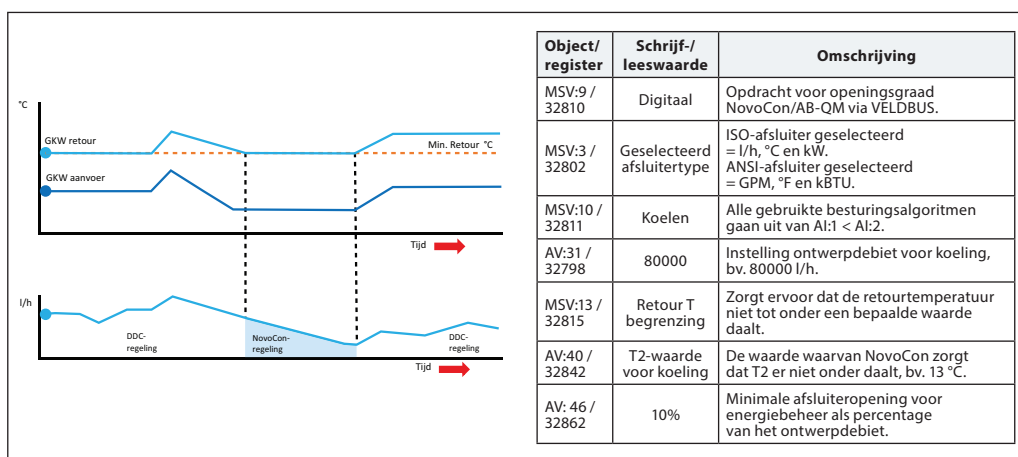 °C
GKW retour
Min. Retour °C
GKW aanvoer
Tijd
l/h
DDC-
regeling
NovoCon-
regeling
DDC-
regeling
Tijd
Object/
register
Schrijf-/
leeswaarde
Omschrijving
MSV:9 /
32810
Digitaal
Opdracht voor openingsgraad
NovoCon/AB-QM via VELDBUS.
MSV:3 /
32802
Geselecteerd
afsluitertype
ISO-afsluiter geselecteerd
= l/h, °C en kW.
ANSI-afsluiter geselecteerd
= GPM, °F en kBTU.
MSV:10 /
32811
Koelen
Alle gebruikte besturingsalgoritmen
gaan uit van AI:1 < AI:2.
AV:31 /
32798
80000
Instelling ontwerpdebiet voor koeling,
bv. 80000 l/h.
MSV:13 /
32815
Retour T
begrenzing
Zorgt ervoor dat de retourtemperatuur
niet tot onder een bepaalde waarde
daalt.
AV:40 /
32842
T2-waarde
voor koeling
De waarde waarvan NovoCon zorgt
dat T2 er niet onder daalt, bv. 13 °C.
AV: 46 /
32862
10%
Minimale afsluiteropening voor
energiebeheer als percentage
van het ontwerpdebiet.